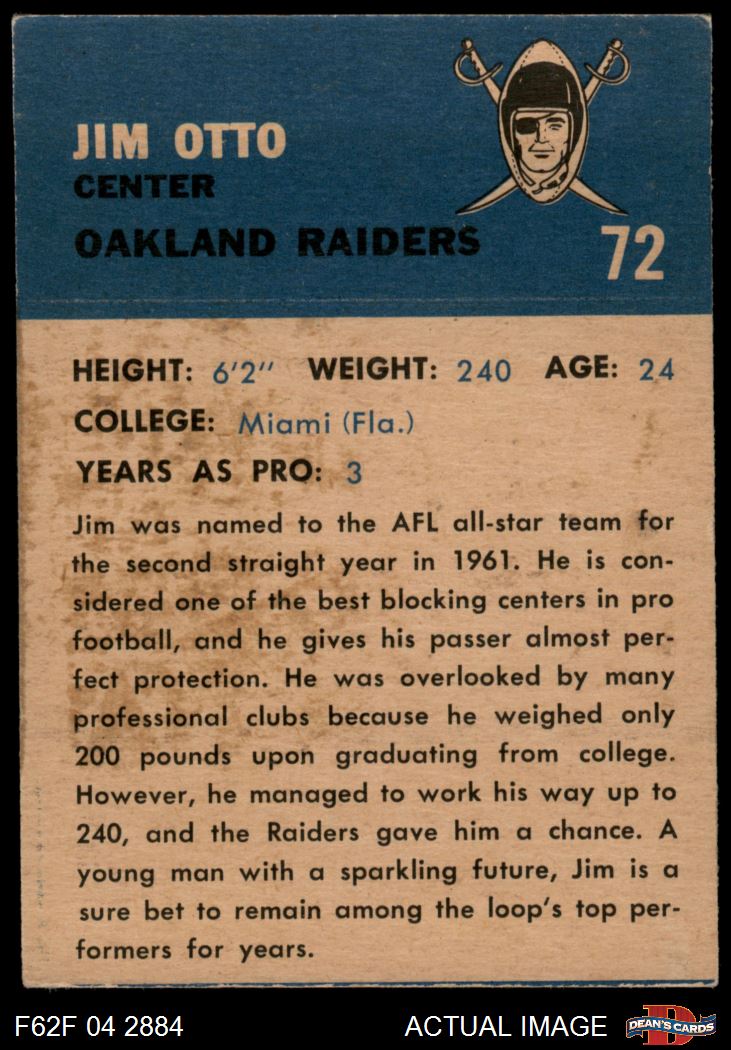 JIM OTTO
CENTER
OAKLAND RAIDERS
72
HEIGHT: 6'2" WEIGHT: 240 AGE: 24
COLLEGE: Miami (Fla.)
YEARS AS PRO: 3
Jim was named to the AFL all-star team for
the second straight year in 1961. He is con-
sidered one of the best blocking centers in pro
football, and he gives his passer almost per-
fect protection. He was overlooked by many
professional clubs because he weighed only
200 pounds upon graduating from college.
However, he managed to work his way up to
240, and the Raiders gave him a chance. A
young man with a sparkling future, Jim is a
sure bet to remain among the loop's top per-
formers for years.
F62F 04 2884 ACTUAL IMAGE D DEAN'S CARDS